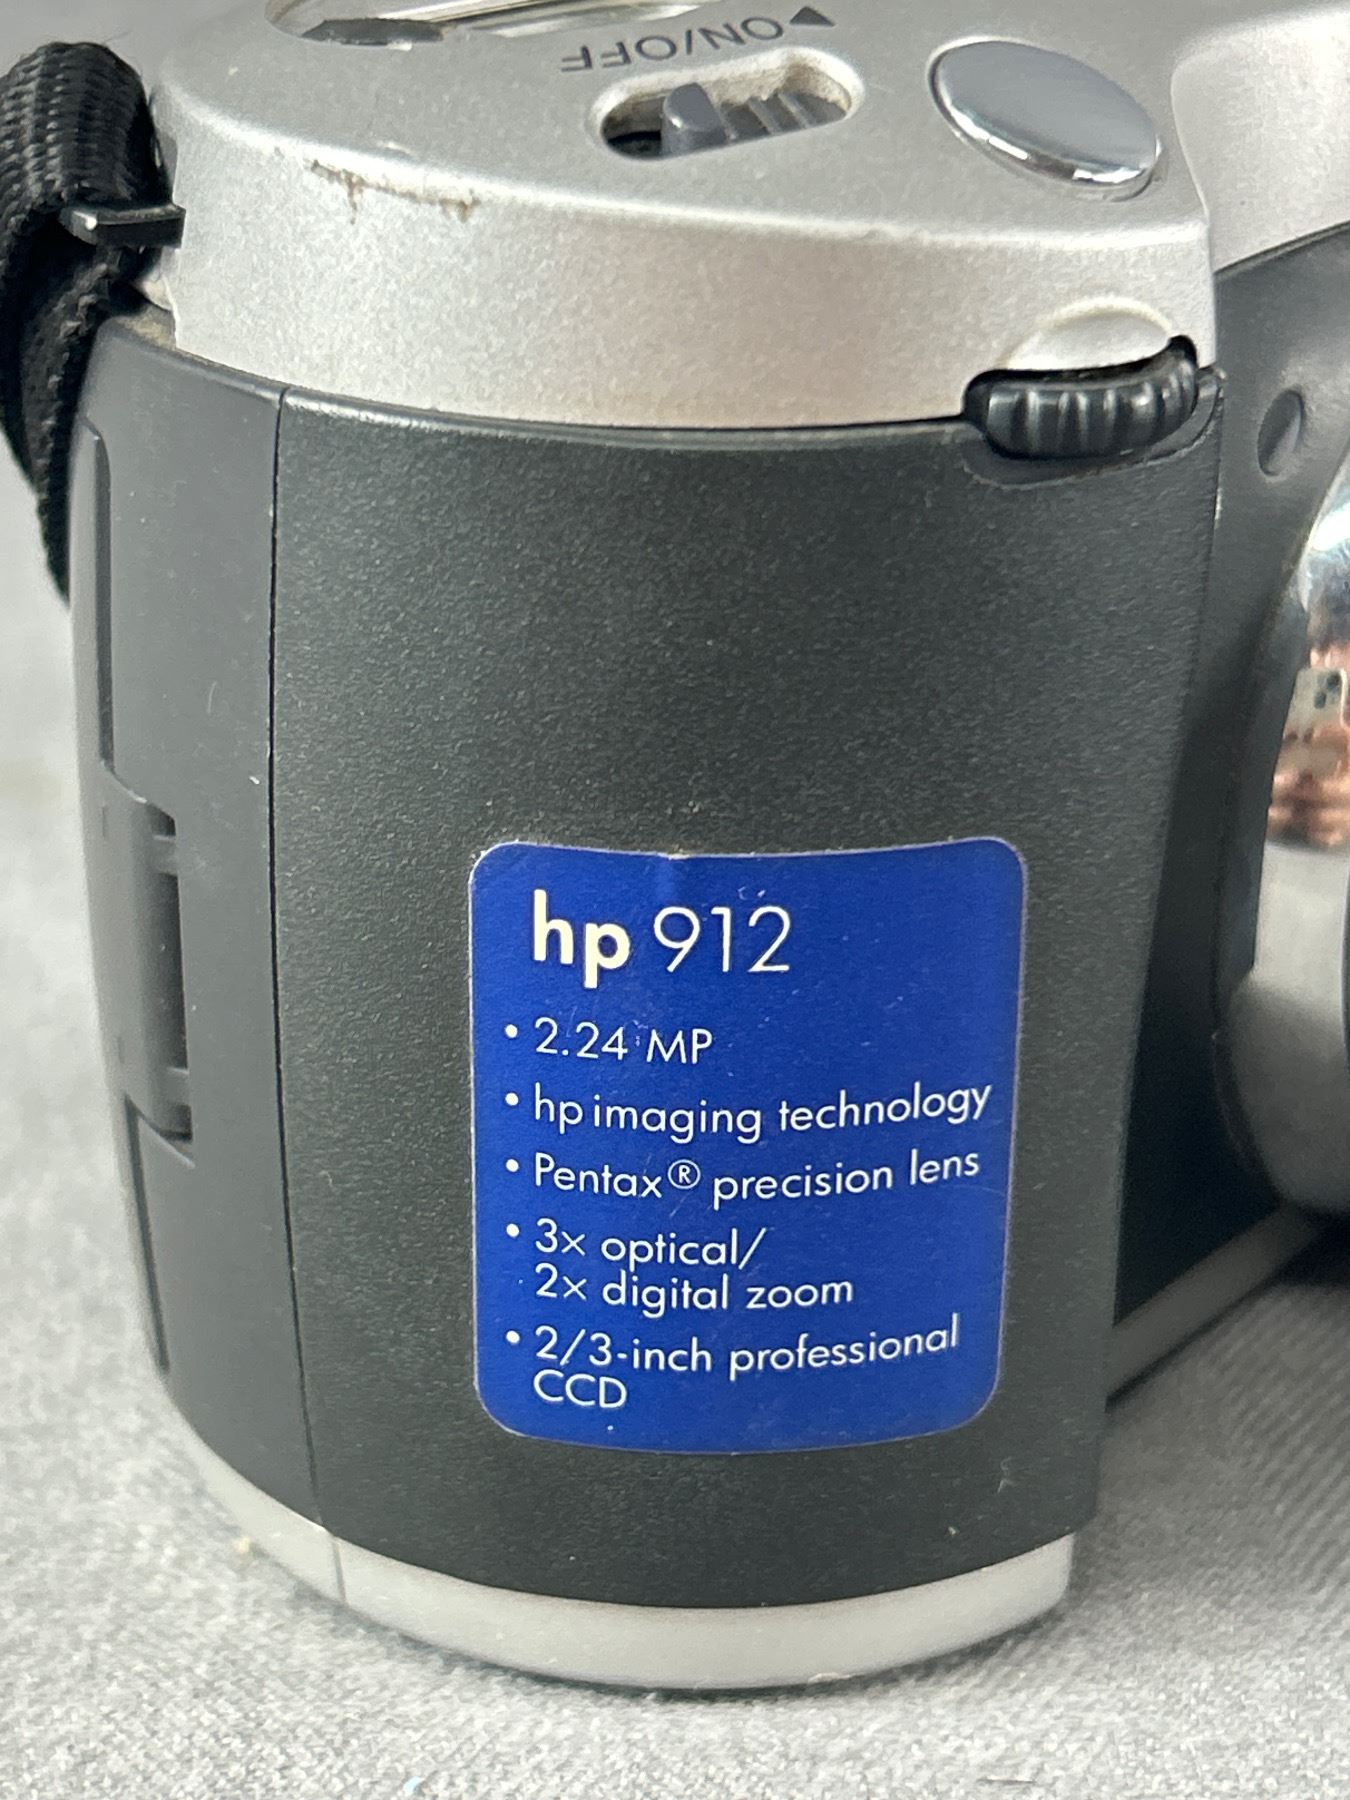 ON/OFF
hp 912
• 2.24 MP
• hp imaging technology
• Pentax® precision lens
• 3x optical/
2x digital zoom
• 2/3-inch professional
CCD